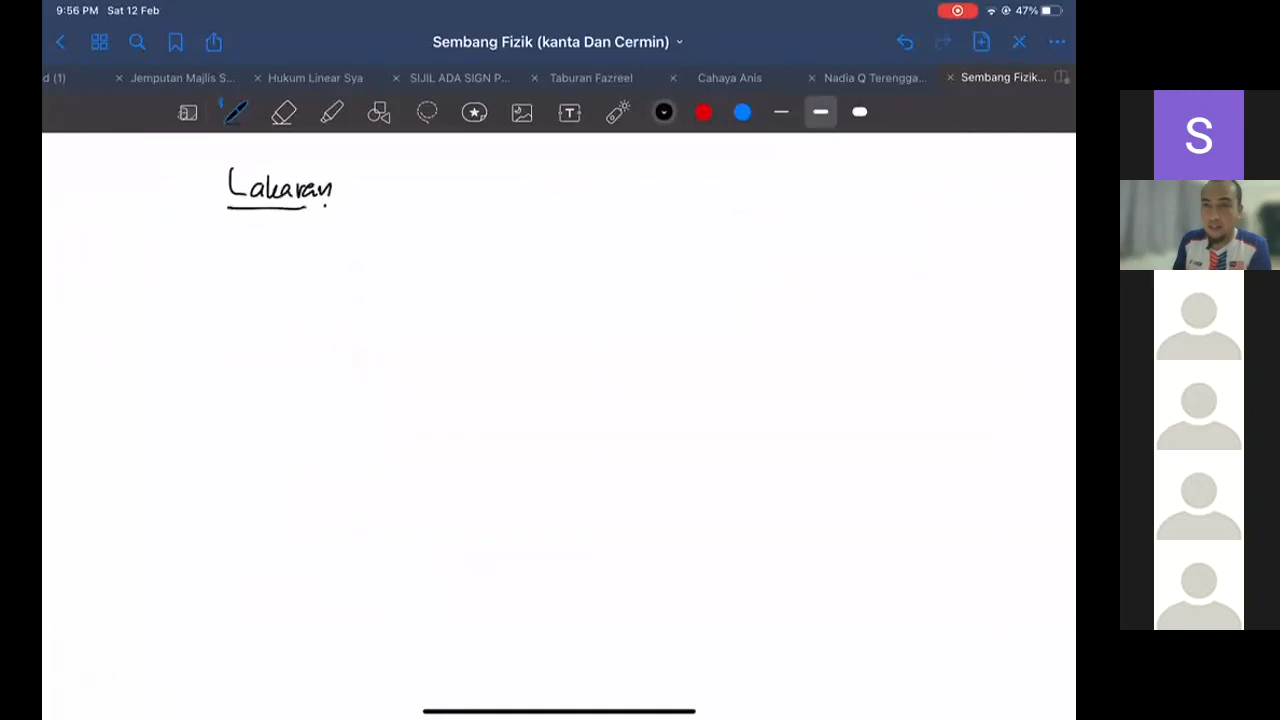 9:56 PM Sat 12 Feb
47%
Sembang Fizik (kanta Dan Cermin)
d (1)
Jemputan Majlis S...
Hukum Linear Sya
SIJIL ADA SIGN P...
Taburan Fazreel
Cahaya Anis
Nadia Q Terengga...
Sembang Fizik...
T
Lakaran
S